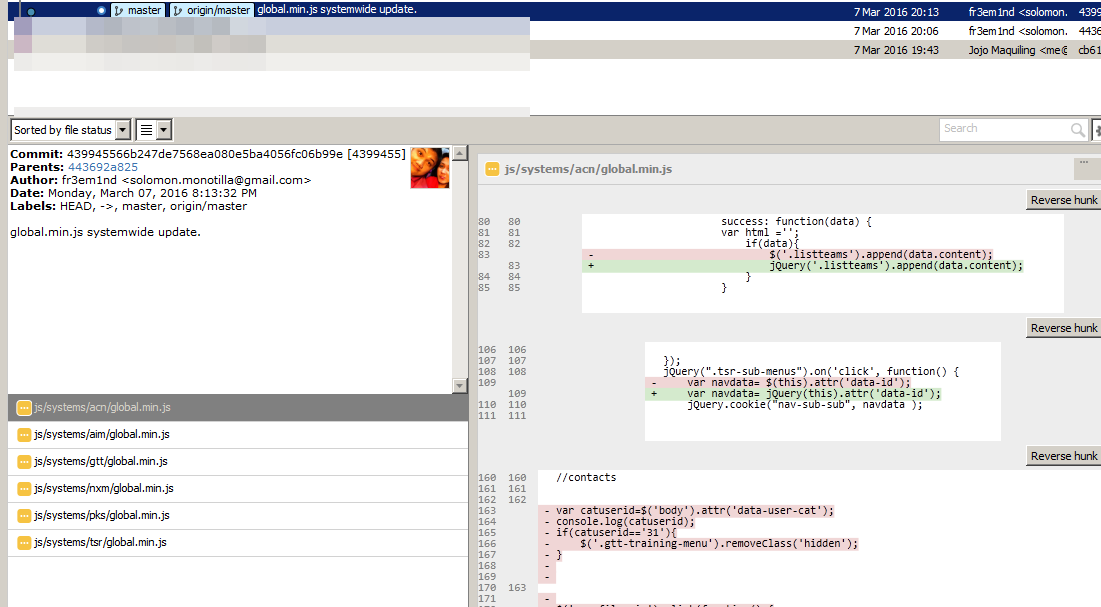 master origin/master global.min.js systemwide update. 7 Mar 2016 20:13 fr3em1nd <solomon. 4399
7 Mar 2016 20:06 fr3em1nd <solomon. 4436
7 Mar 2016 19:43 Jojo Maquiling <me@ cb61
Sorted by file status
Search
Commit: 439945566b247de7568ea080e5ba4056fc06b99e [4399455]
Parents: 443692a825
Author: fr3em1nd <solomon.monotilla@gmail.com>
Date: Monday, March 07, 2016 8:13:32 PM
Labels: HEAD, ->, master, origin/master
global.min.js systemwide update.
js/systems/acn/global.min.js
js/systems/aim/global.min.js
js/systems/gtt/global.min.js
js/systems/nxm/global.min.js
js/systems/pks/global.min.js
js/systems/tsr/global.min.js
js/systems/acn/global.min.js
Reverse hunk
80 80 success: function(data) {
81 81 var html ='';
82 82 if(data){
83 - $('.listteams').append(data.content);
83 + jQuery('.listteams').append(data.content);
84 84 }
85 85 }
Reverse hunk
106 106
107 107 });
108 108 jQuery(".tsr-sub-menus").on('click', function() {
109 - var navdata= $(this).attr('data-id');
109 + var navdata= jQuery(this).attr('data-id');
110 110 jQuery.cookie("nav-sub-sub", navdata );
111 111
Reverse hunk
160 160 //contacts
161 161
162 162
163 - var catuserid=$('body').attr('data-user-cat');
164 - console.log(catuserid);
165 - if(catuserid=='31'){
166 - $('.gtt-training-menu').removeClass('hidden');
167 - }
168 -
169 -
170 163
171 -